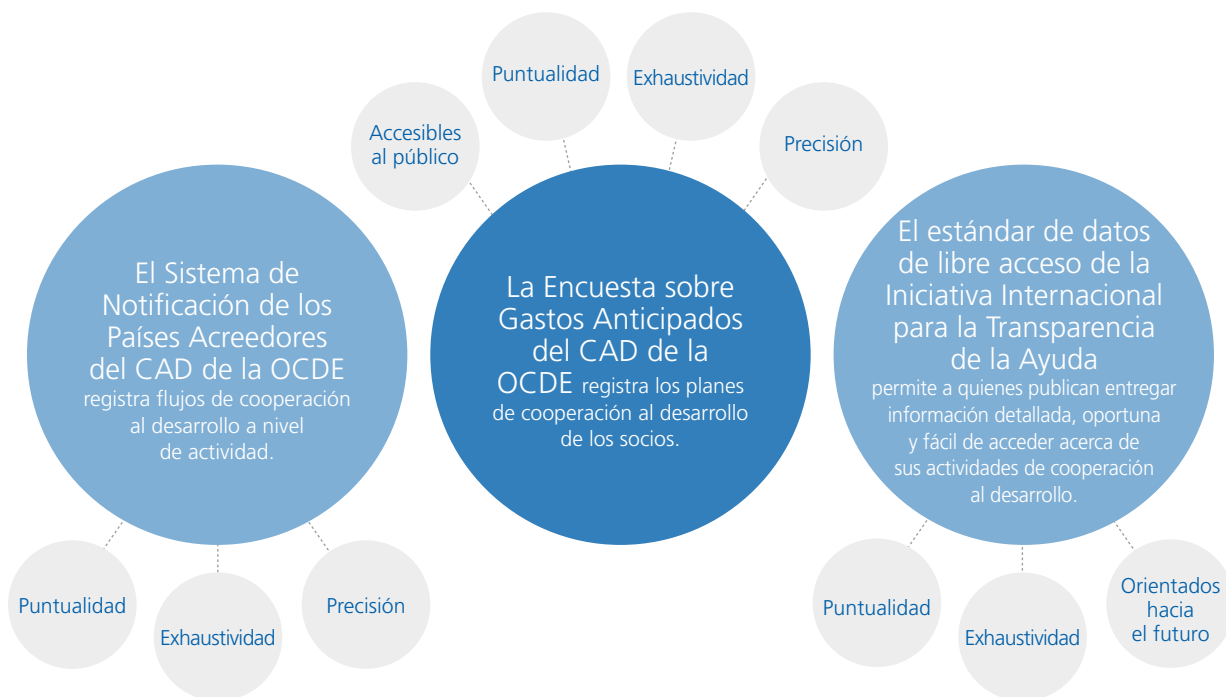 Puntualidad
Exhaustividad
Accesibles
al público
Precisión
El Sistema de
Notificación de los
Países Acreedores
del CAD de la OCDE
registra flujos de cooperación
al desarrollo a nivel
de actividad.
La Encuesta sobre
Gastos Anticipados
del CAD de la
OCDE registra los planes
de cooperación al desarrollo
de los socios.
El estándar de datos
de libre acceso de la
Iniciativa Internacional
para la Transparencia
de la Ayuda
permite a quienes publican entregar
información detallada, oportuna
y fácil de acceder acerca de
sus actividades de cooperación
al desarrollo.
Puntualidad
Exhaustividad
Precisión
Puntualidad
Exhaustividad
Orientados
hacia
el futuro